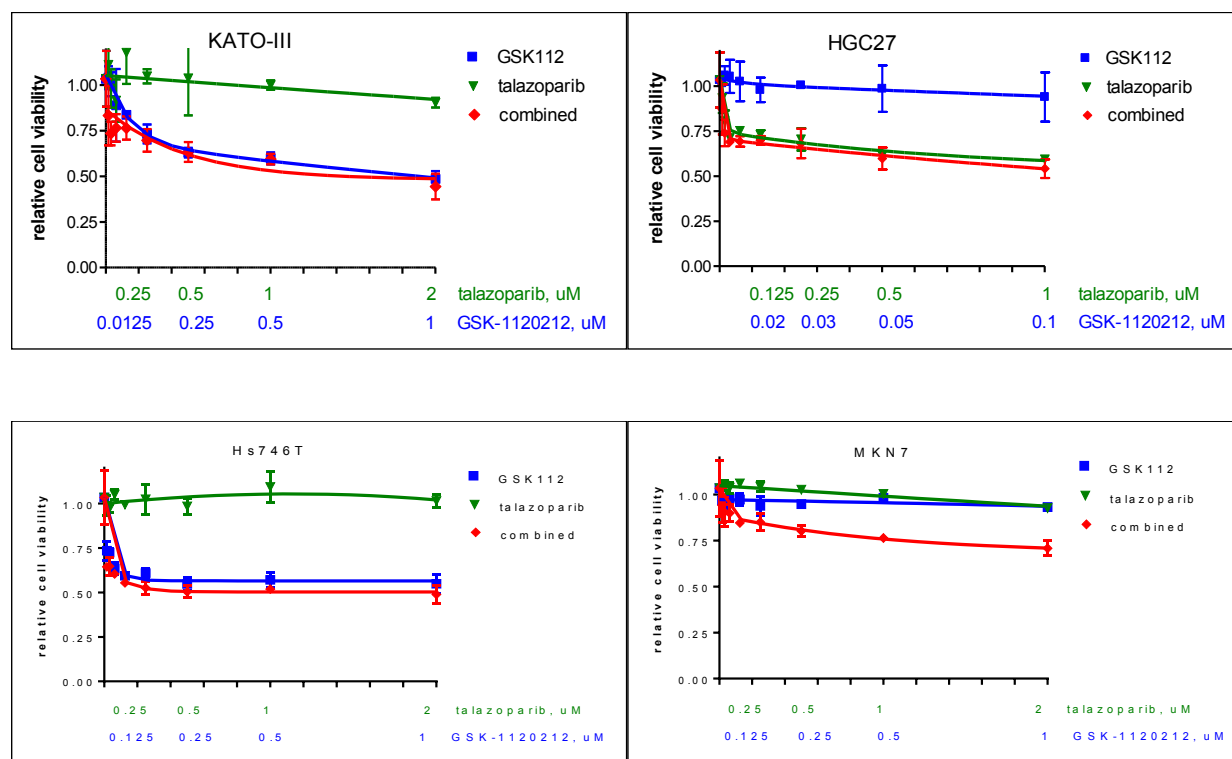 KATO-III
GSK112
talazoparib
combined
relative cell viability
1.00
0.75
0.50
0.25
0.00
0.25 0.5 1 2 talazoparib, uM
0.0125 0.25 0.5 1 GSK-1120212, uM
HGC27
GSK112
talazoparib
combined
relative cell viability
1.00
0.75
0.50
0.25
0.00
0.125 0.25 0.5 1 talazoparib, uM
0.02 0.03 0.05 0.1 GSK-1120212, uM
Hs746T
GSK112
talazoparib
combined
relative cell viability
1.00
0.75
0.50
0.25
0.00
0.25 0.5 1 2 talazoparib, uM
0.125 0.25 0.5 1 GSK-1120212, uM
MKN7
GSK112
talazoparib
combined
relative cell viability
1.00
0.75
0.50
0.25
0.00
0.25 0.5 1 2 talazoparib, uM
0.125 0.25 0.5 1 GSK-1120212, uM